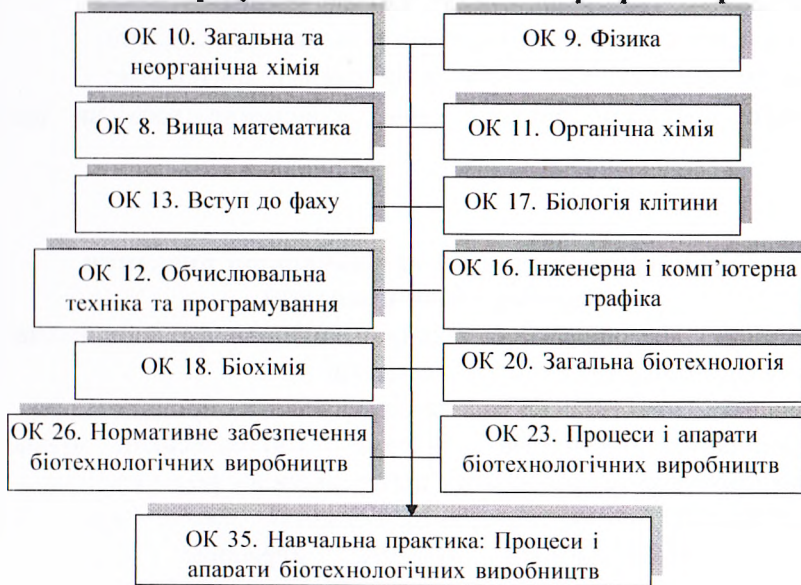 ОК 10. Загальна та
неорганічна хімія
ОК 9. Фізика
ОК 8. Вища математика
ОК 11. Органічна хімія
ОК 13. Вступ до фаху
ОК 17. Біологія клітини
ОК 12. Обчислювальна
техніка та програмування
ОК 16. Інженерна і комп’ютерна
графіка
ОК 18. Біохімія
ОК 20. Загальна біотехнологія
ОК 26. Нормативне забезпечення
біотехнологічних виробництв
ОК 23. Процеси і апарати
біотехнологічних виробництв
ОК 35. Навчальна практика: Процеси і
апарати біотехнологічних виробництв